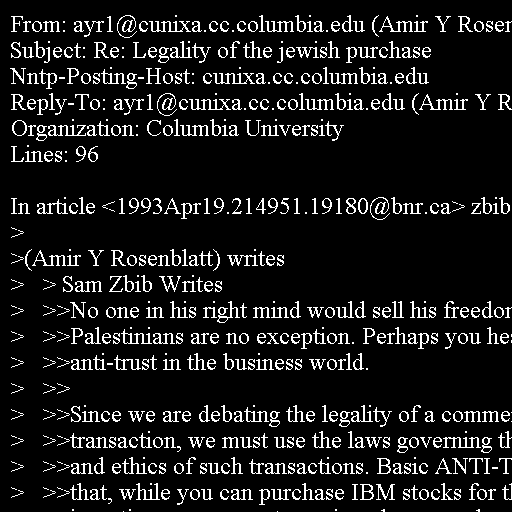 From: ayr1@cunixa.cc.columbia.edu (Amir Y Rosen
Subject: Re: Legality of the jewish purchase
Nntp-Posting-Host: cunixa.cc.columbia.edu
Reply-To: ayr1@cunixa.cc.columbia.edu (Amir Y R
Organization: Columbia University
Lines: 96

In article <1993Apr19.214951.19180@bnr.ca> zbib
>
>(Amir Y Rosenblatt) writes
>   > Sam Zbib Writes
>   >>No one in his right mind would sell his freedom
>   >>Palestinians are no exception. Perhaps you hea
>   >>anti-trust in the business world.
>   >>
>   >>Since we are debating the legality of a comme
>   >>transaction, we must use the laws governing th
>   >>and ethics of such transactions. Basic ANTI-T
>   >>that, while you can purchase IBM stocks for th